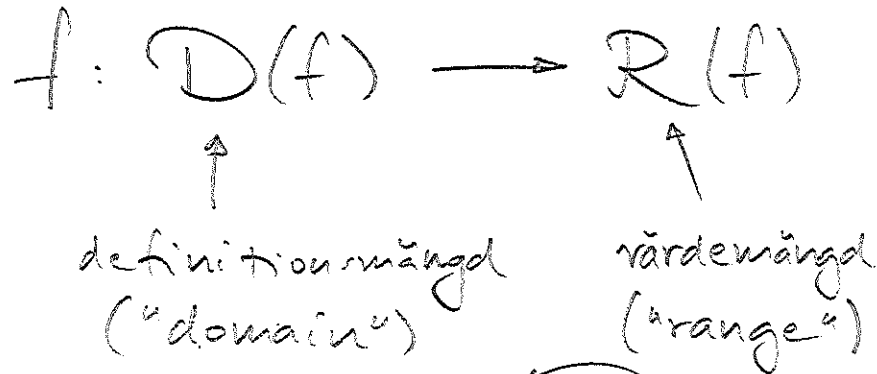 f: D(f) → R(f)
definitionsmängd värdemängd
("domain") ("range")